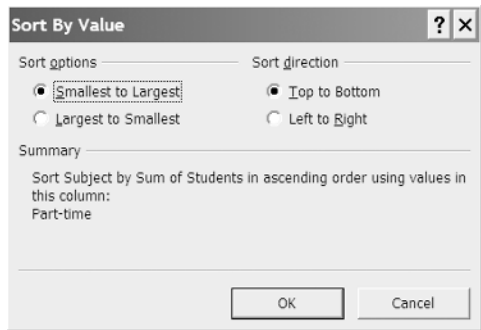 Sort By Value
Sort options
Sort direction
Smallest to Largest
Top to Bottom
Largest to Smallest
Left to Right
Summary
Sort Subject by Sum of Students in ascending order using values in
this column:
Part-time
OK
Cancel